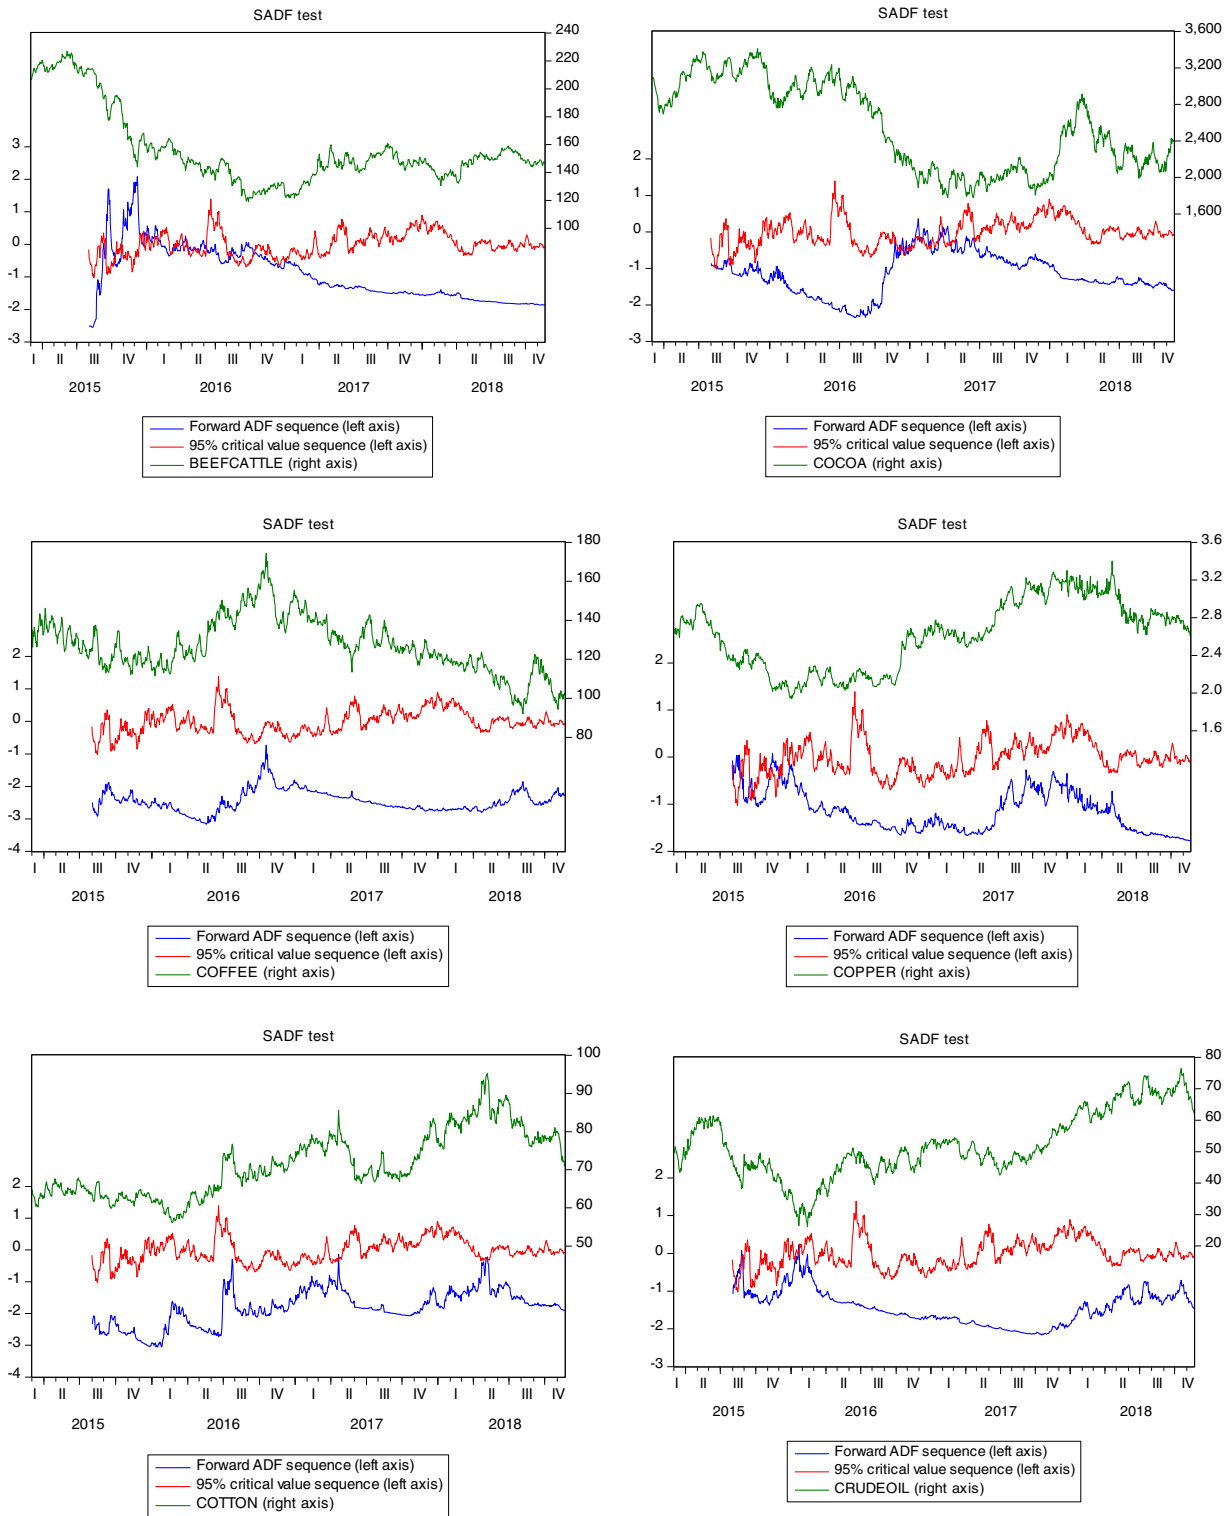 SADF test
240
220
200
180
160
140
120
100
3
2
1
0
-1
-2
-3
I II III IV I II III IV I II III IV I II III IV
2015 2016 2017 2018
Forward ADF sequence (left axis)
95% critical value sequence (left axis)
BEEFCATTLE (right axis)
SADF test
3,600
3,200
2,800
2,400
2,000
1,600
2
1
0
-1
-2
-3
I II III IV I II III IV I II III IV I II III IV
2015 2016 2017 2018
Forward ADF sequence (left axis)
95% critical value sequence (left axis)
COCOA (right axis)
SADF test
180
160
140
120
100
80
2
1
0
-1
-2
-3
-4
I II III IV I II III IV I II III IV I II III IV
2015 2016 2017 2018
Forward ADF sequence (left axis)
95% critical value sequence (left axis)
COFFEE (right axis)
SADF test
3.6
3.2
2.8
2.4
2.0
1.6
2
1
0
-1
-2
I II III IV I II III IV I II III IV I II III IV
2015 2016 2017 2018
Forward ADF sequence (left axis)
95% critical value sequence (left axis)
COPPER (right axis)
SADF test
100
90
80
70
60
50
2
1
0
-1
-2
-3
-4
I II III IV I II III IV I II III IV I II III IV
2015 2016 2017 2018
Forward ADF sequence (left axis)
95% critical value sequence (left axis)
COTTON (right axis)
SADF test
80
70
60
50
40
30
20
2
1
0
-1
-2
-3
I II III IV I II III IV I II III IV I II III IV
2015 2016 2017 2018
Forward ADF sequence (left axis)
95% critical value sequence (left axis)
CRUDEOIL (right axis)